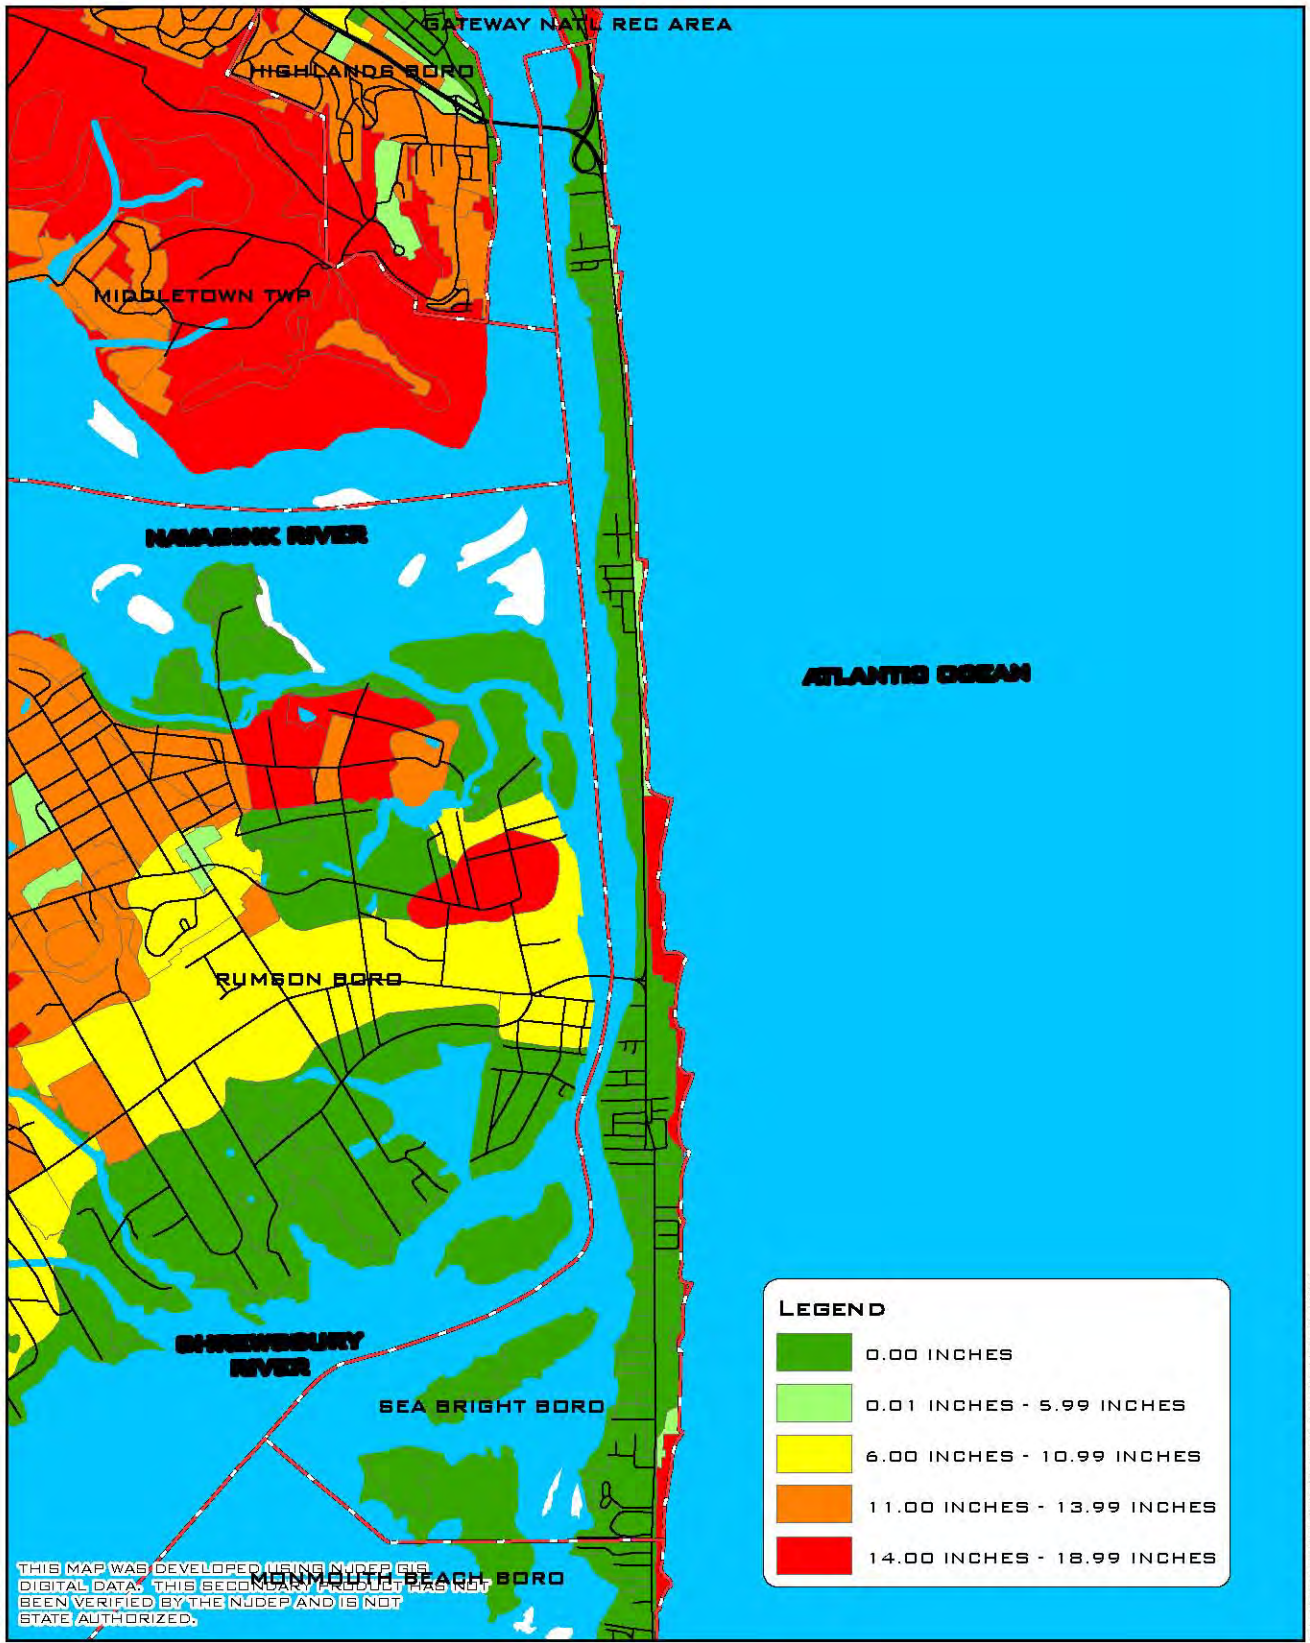 GATEWAY NAT'L REC AREA
HIGHLANDS BORO
MIDDLETOWN TWP
NAVASINK RIVER
ATLANTIC OCEAN
RUMSON BORO
SHREWSBURY
RIVER
SEA BRIGHT BORO
MONMOUTH BEACH BORO
LEGEND
0.00 INCHES
0.01 INCHES - 5.99 INCHES
6.00 INCHES - 10.99 INCHES
11.00 INCHES - 13.99 INCHES
14.00 INCHES - 18.99 INCHES
THIS MAP WAS DEVELOPED USING NJDEP GIS
DIGITAL DATA. THIS SECONDARY PRODUCT HAS NOT
BEEN VERIFIED BY THE NJDEP AND IS NOT
STATE AUTHORIZED.